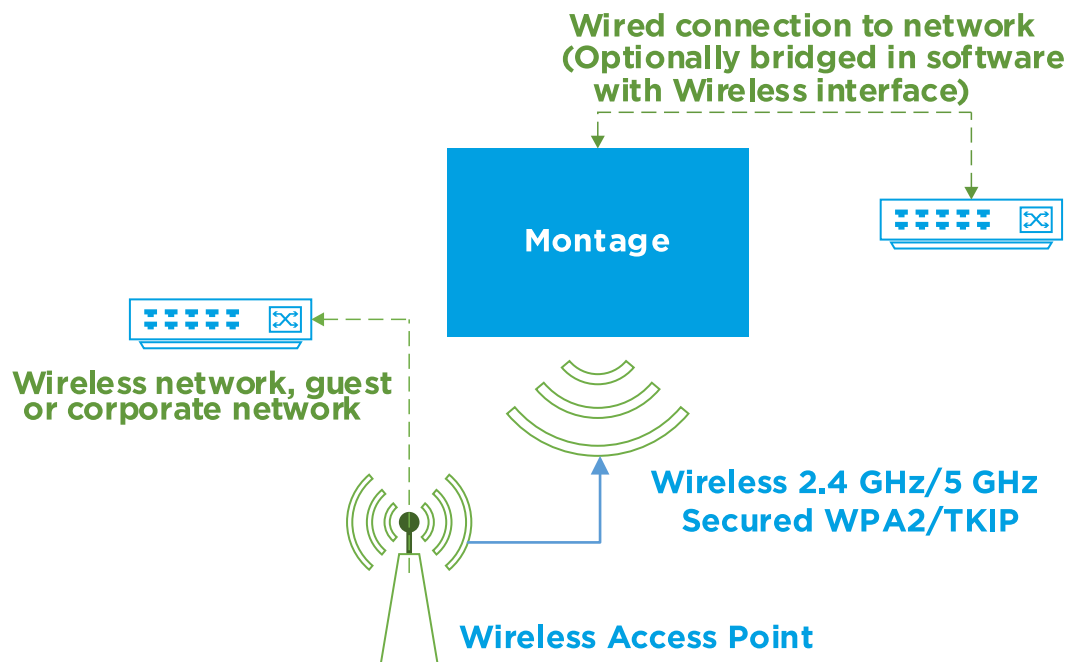 Wired connection to network
(Optionally bridged in software
with Wireless interface)
Montage
Wireless network, guest
or corporate network
Wireless 2.4 GHz/5 GHz
Secured WPA2/TKIP
Wireless Access Point